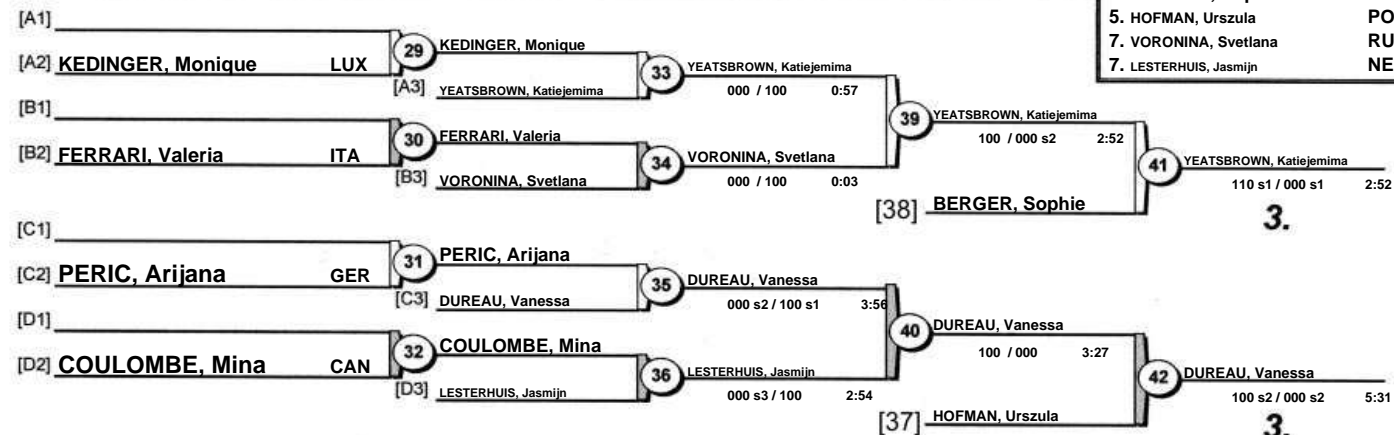 5. HOFMAN, Urszula PO
7. VORONINA, Svetlana RU
7. LESTERHUIS, Jasmijn NE
[A1]
[A2] KEDINGER, Monique LUX
29
[A3]
KEDINGER, Monique
YEATSBROWN, Katiejemima
33
YEATSBROWN, Katiejemima
000 / 100 0:57
[B1]
[B2] FERRARI, Valeria ITA
30
[B3]
FERRARI, Valeria
VORONINA, Svetlana
34
VORONINA, Svetlana
000 / 100 0:03
39
YEATSBROWN, Katiejemima
100 / 000 s2 2:52
[38] BERGER, Sophie
41
YEATSBROWN, Katiejemima
110 s1 / 000 s1 2:52
3.
[C1]
[C2] PERIC, Arijana GER
31
[C3]
PERIC, Arijana
DUREAU, Vanessa
35
DUREAU, Vanessa
000 s2 / 100 s1 3:56
[D1]
[D2] COULOMBE, Mina CAN
32
[D3]
COULOMBE, Mina
LESTERHUIS, Jasmijn
36
LESTERHUIS, Jasmijn
000 s3 / 100 2:54
40
DUREAU, Vanessa
100 / 000 3:27
[37] HOFMAN, Urszula
42
DUREAU, Vanessa
100 s2 / 000 s2 5:31
3.